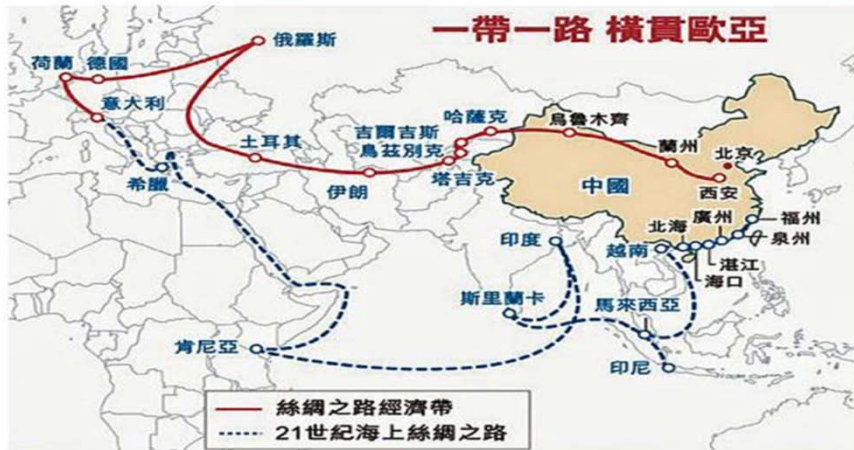 一帶一路 橫貫歐亞
俄羅斯
荷蘭
德國
意大利
希臘
土耳其
伊朗
吉爾吉斯
烏茲別克
塔吉克
哈薩克
烏魯木齊
蘭州
北京
西安
中國
北海
廣州
福州
泉州
湛江
海口
越南
印度
斯里蘭卡
馬來西亞
印尼
肯尼亞
絲綢之路經濟帶
21世紀海上絲綢之路